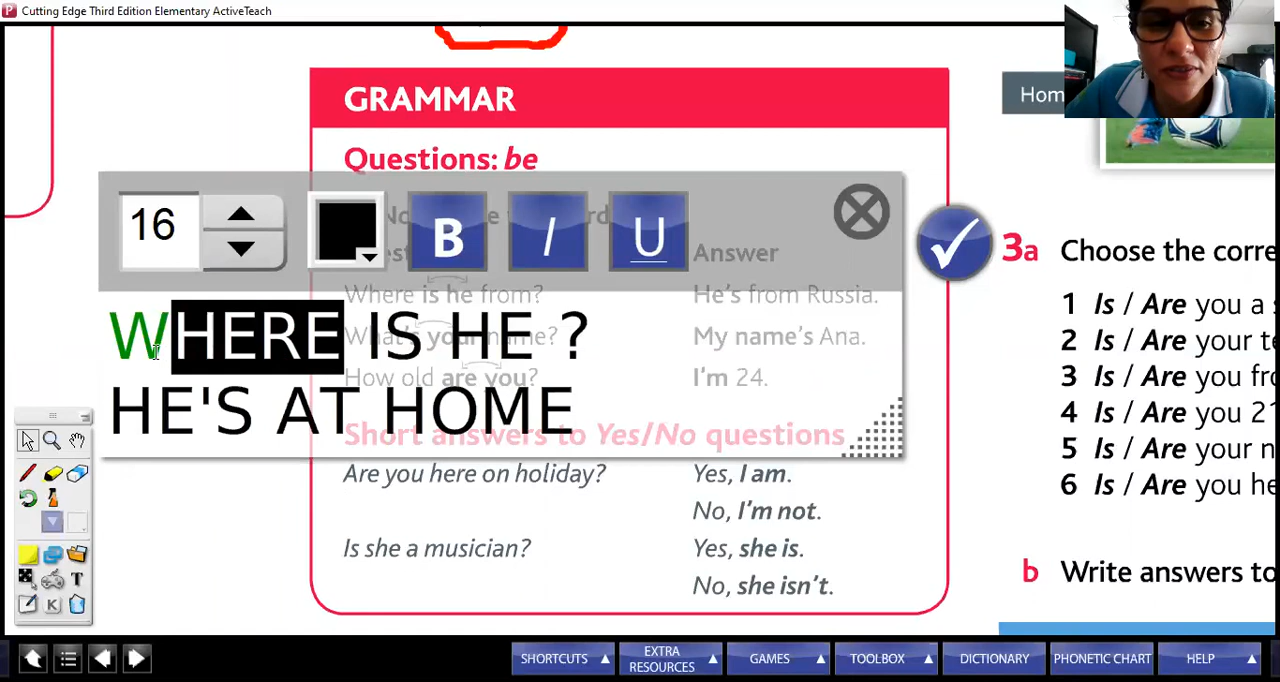 Cutting Edge Third Edition Elementary ActiveTeach
GRAMMAR
Questions: be
16
B
I
U
Answer
Where is he from?
He's from Russia.
What's your name?
My name's Ana.
How old are you?
I'm 24.
WHERE IS HE ?
HE'S AT HOME
Short answers to Yes/No questions
Are you here on holiday?
Yes, I am.
No, I'm not.
Is she a musician?
Yes, she is.
No, she isn't.
Hom
3a Choose the corre
1 Is / Are you a s
2 Is / Are your te
3 Is / Are you fro
4 Is / Are you 21
5 Is / Are your n
6 Is / Are you he
b Write answers to
T
K
SHORTCUTS
EXTRA
RESOURCES
GAMES
TOOLBOX
DICTIONARY
PHONETIC CHART
HELP